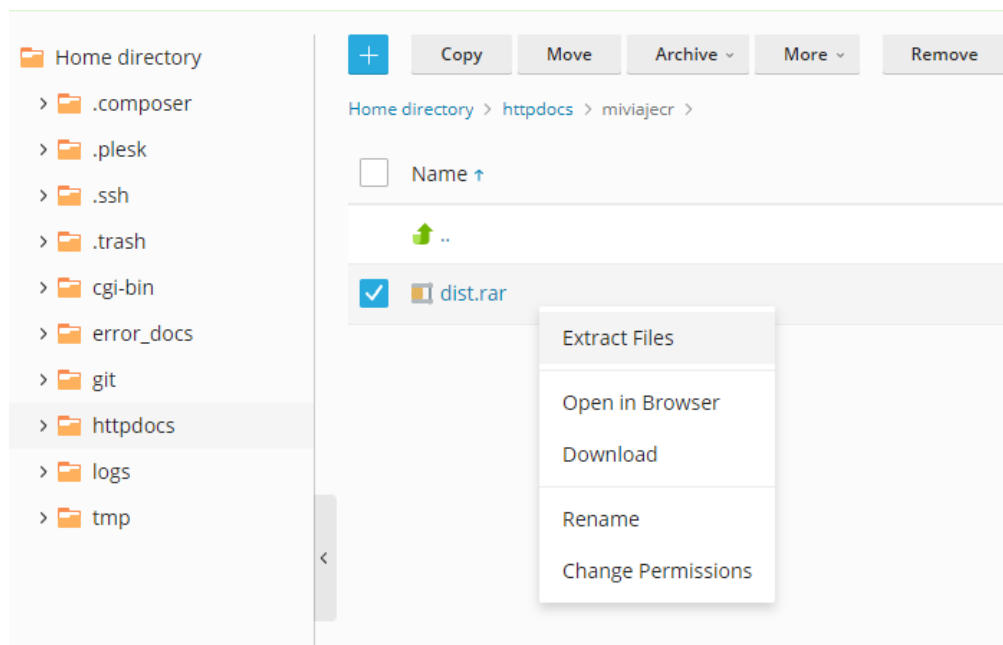 Home directory
.composer
.plesk
.ssh
.trash
cgi-bin
error_docs
git
httpdocs
logs
tmp
+ Copy Move Archive More Remove
Home directory > httpdocs > miviajecr >
Name ↑
..
dist.rar
Extract Files
Open in Browser
Download
Rename
Change Permissions